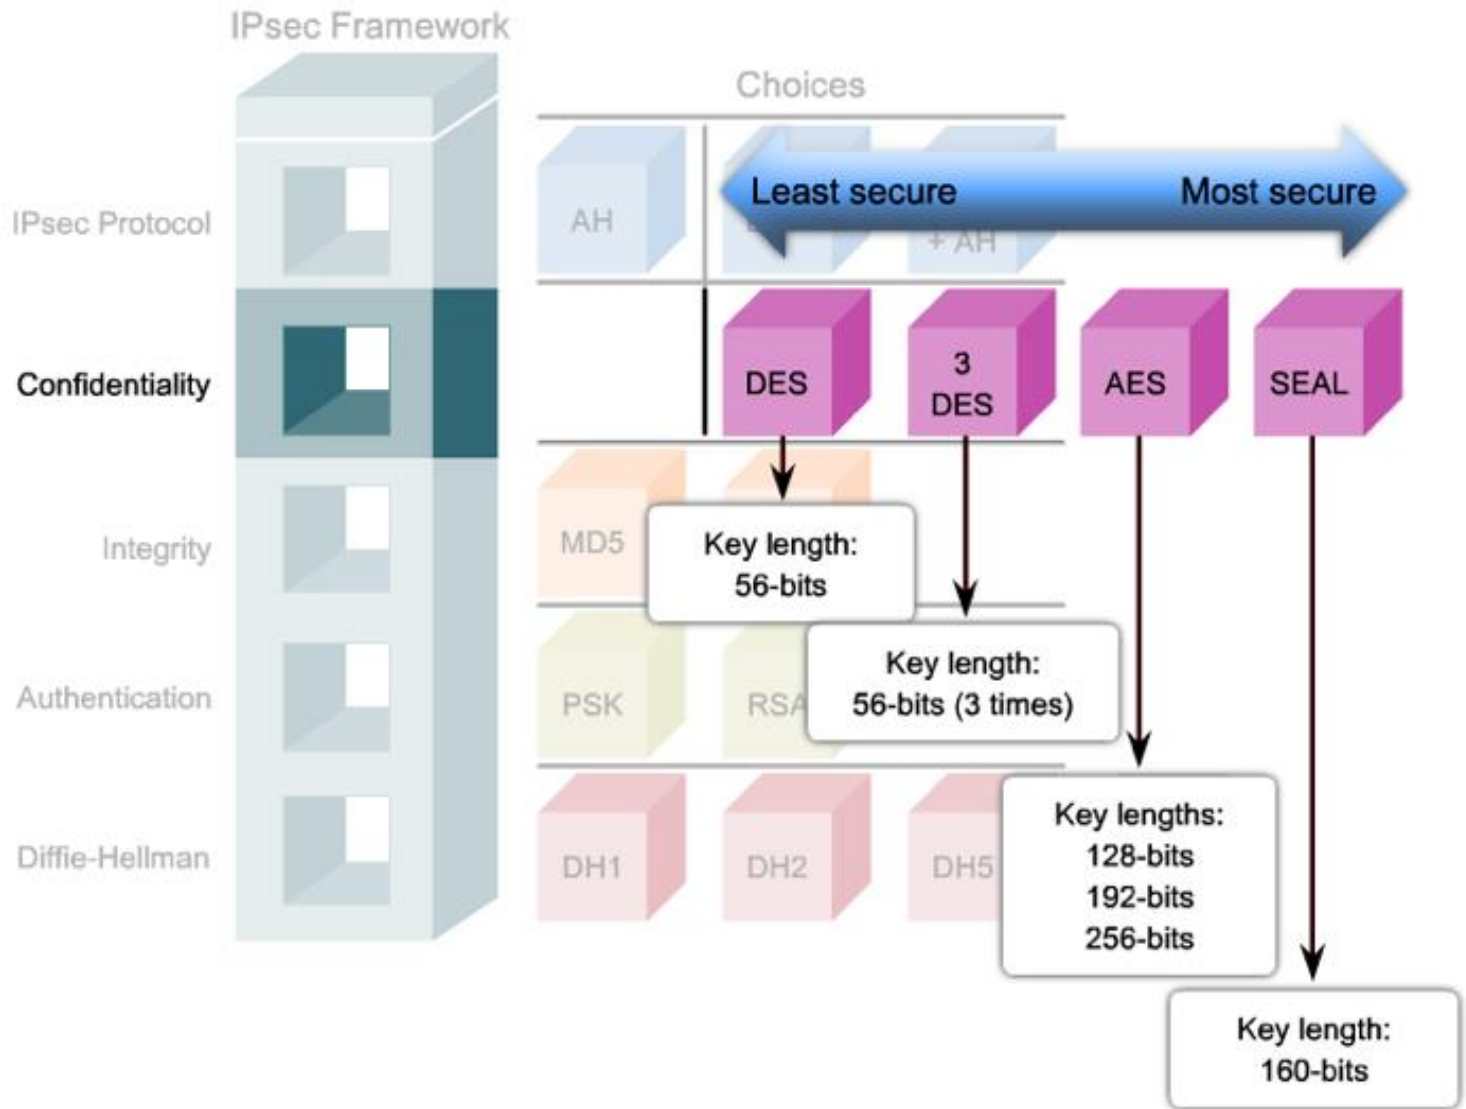 IPsec Framework
Choices
Least secure
Most secure
IPsec Protocol
AH
+ AH
Confidentiality
DES
3
DES
AES
SEAL
Integrity
MD5
Key length:
56-bits
Authentication
PSK
RSA
Key length:
56-bits (3 times)
Diffie-Hellman
DH1
DH2
DH5
Key lengths:
128-bits
192-bits
256-bits
Key length:
160-bits